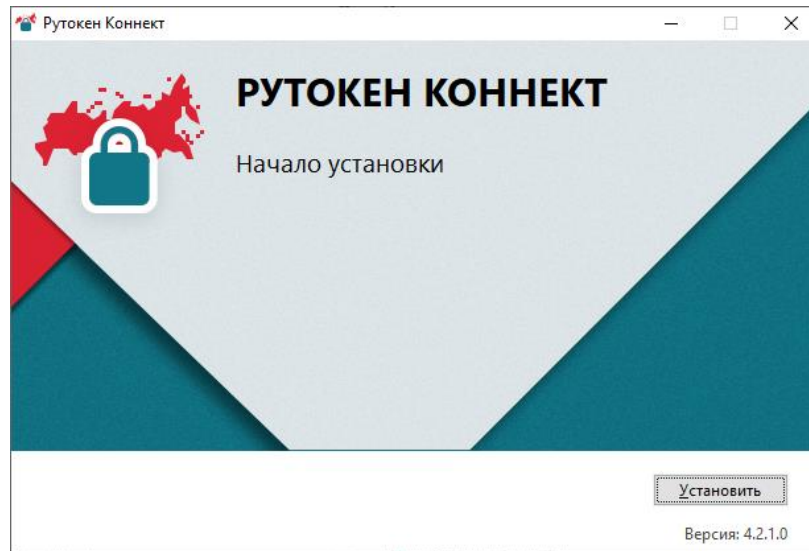 Рутокен Коннект
РУТОКЕН КОННЕКТ
Начало установки
Установить
Версия: 4.2.1.0